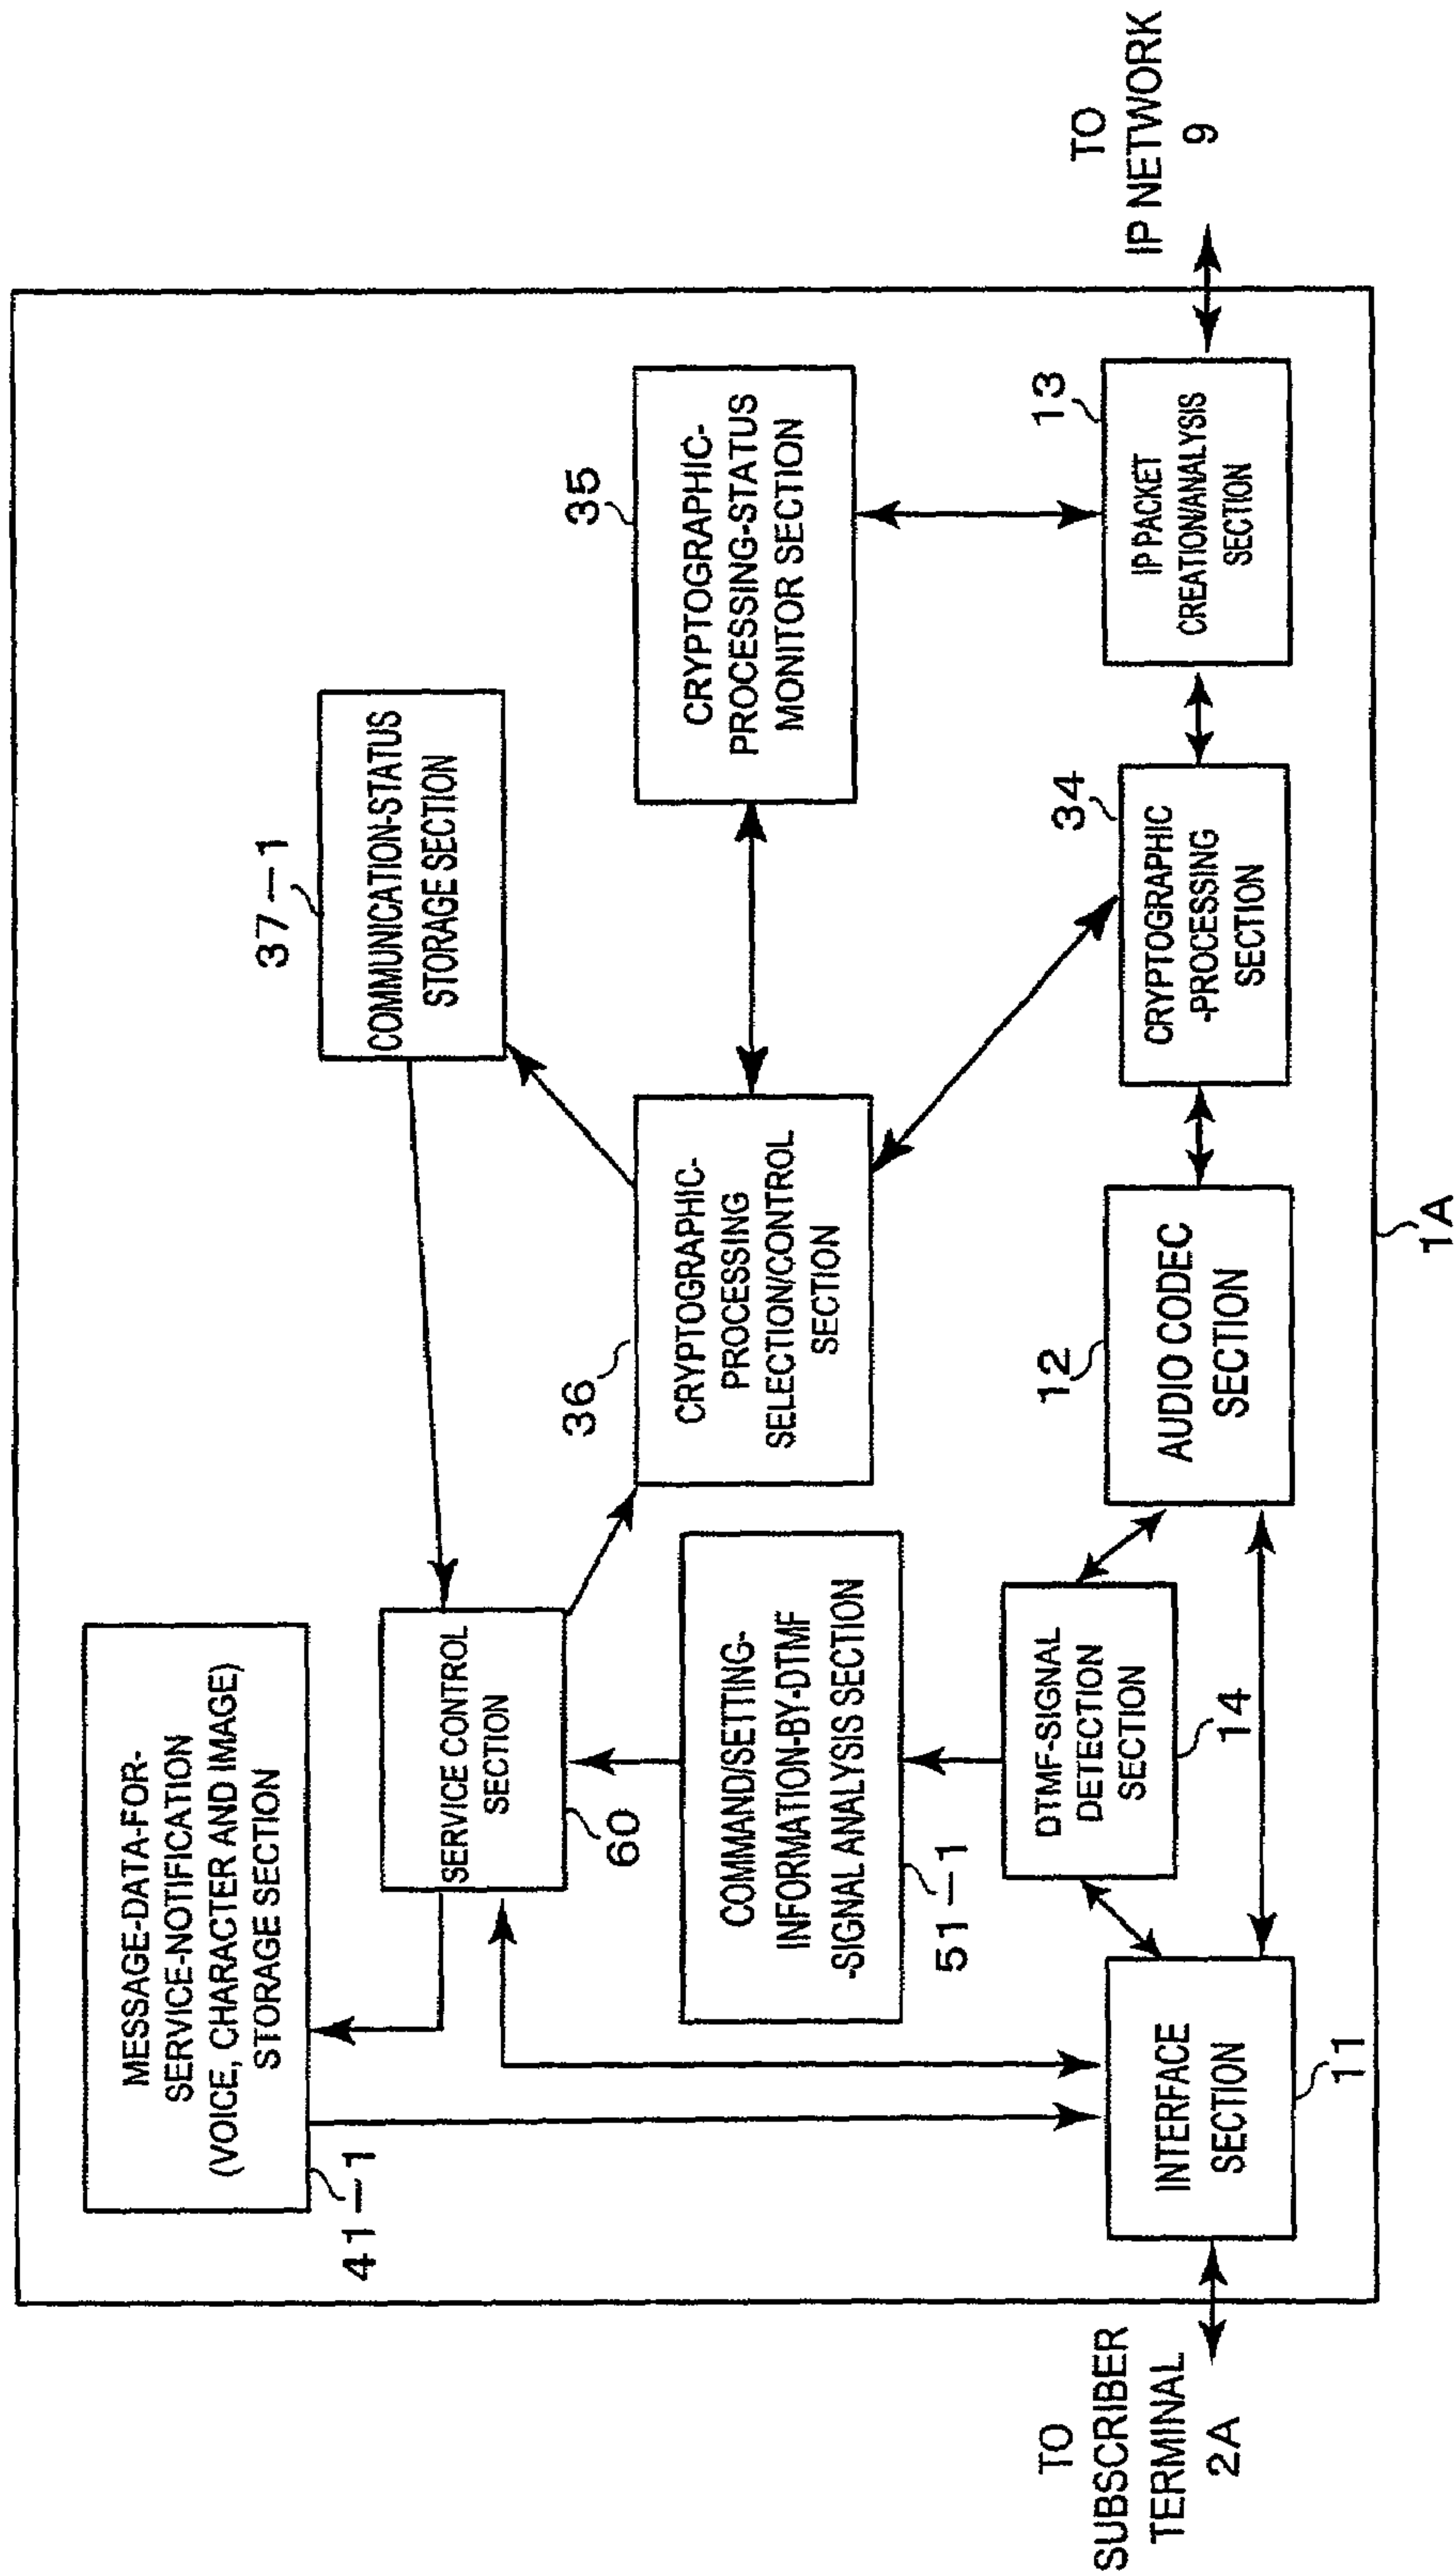 MESSAGE-DATA-FOR-
SERVICE-NOTIFICATION
(VOICE, CHARACTER AND IMAGE)
STORAGE SECTION
41-1
37-1
COMMUNICATION-STATUS
STORAGE SECTION
SERVICE CONTROL
SECTION
60
36
CRYPTOGRAPHIC-
PROCESSING
SELECTION/CONTROL
SECTION
35
CRYPTOGRAPHIC-
PROCESSING-STATUS
MONITOR SECTION
COMMAND/SETTING-
INFORMATION-BY-DTMF
-SIGNAL ANALYSIS SECTION
51-1
DTMF-SIGNAL
DETECTION
SECTION
14
TO
SUBSCRIBER
TERMINAL
2A
INTERFACE
SECTION
11
12
AUDIO CODEC
SECTION
34
CRYPTOGRAPHIC
-PROCESSING
SECTION
13
IP PACKET
CREATION/ANALYSIS
SECTION
TO
IP NETWORK
9
1A